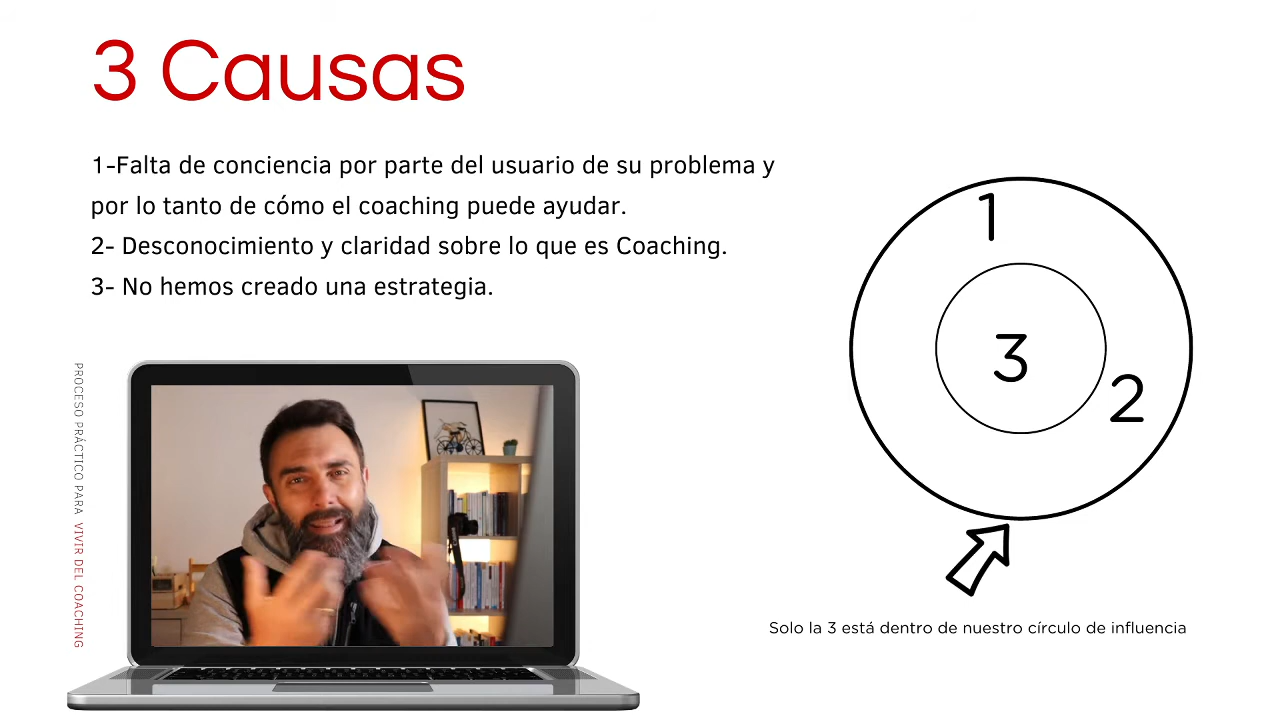 3 Causas
1-Falta de conciencia por parte del usuario de su problema y
por lo tanto de cómo el coaching puede ayudar.
2- Desconocimiento y claridad sobre lo que es Coaching.
3- No hemos creado una estrategia.
PROCESO PRÁCTICO PARA VIVIR DEL COACHING
1
3
2
Solo la 3 está dentro de nuestro círculo de influencia